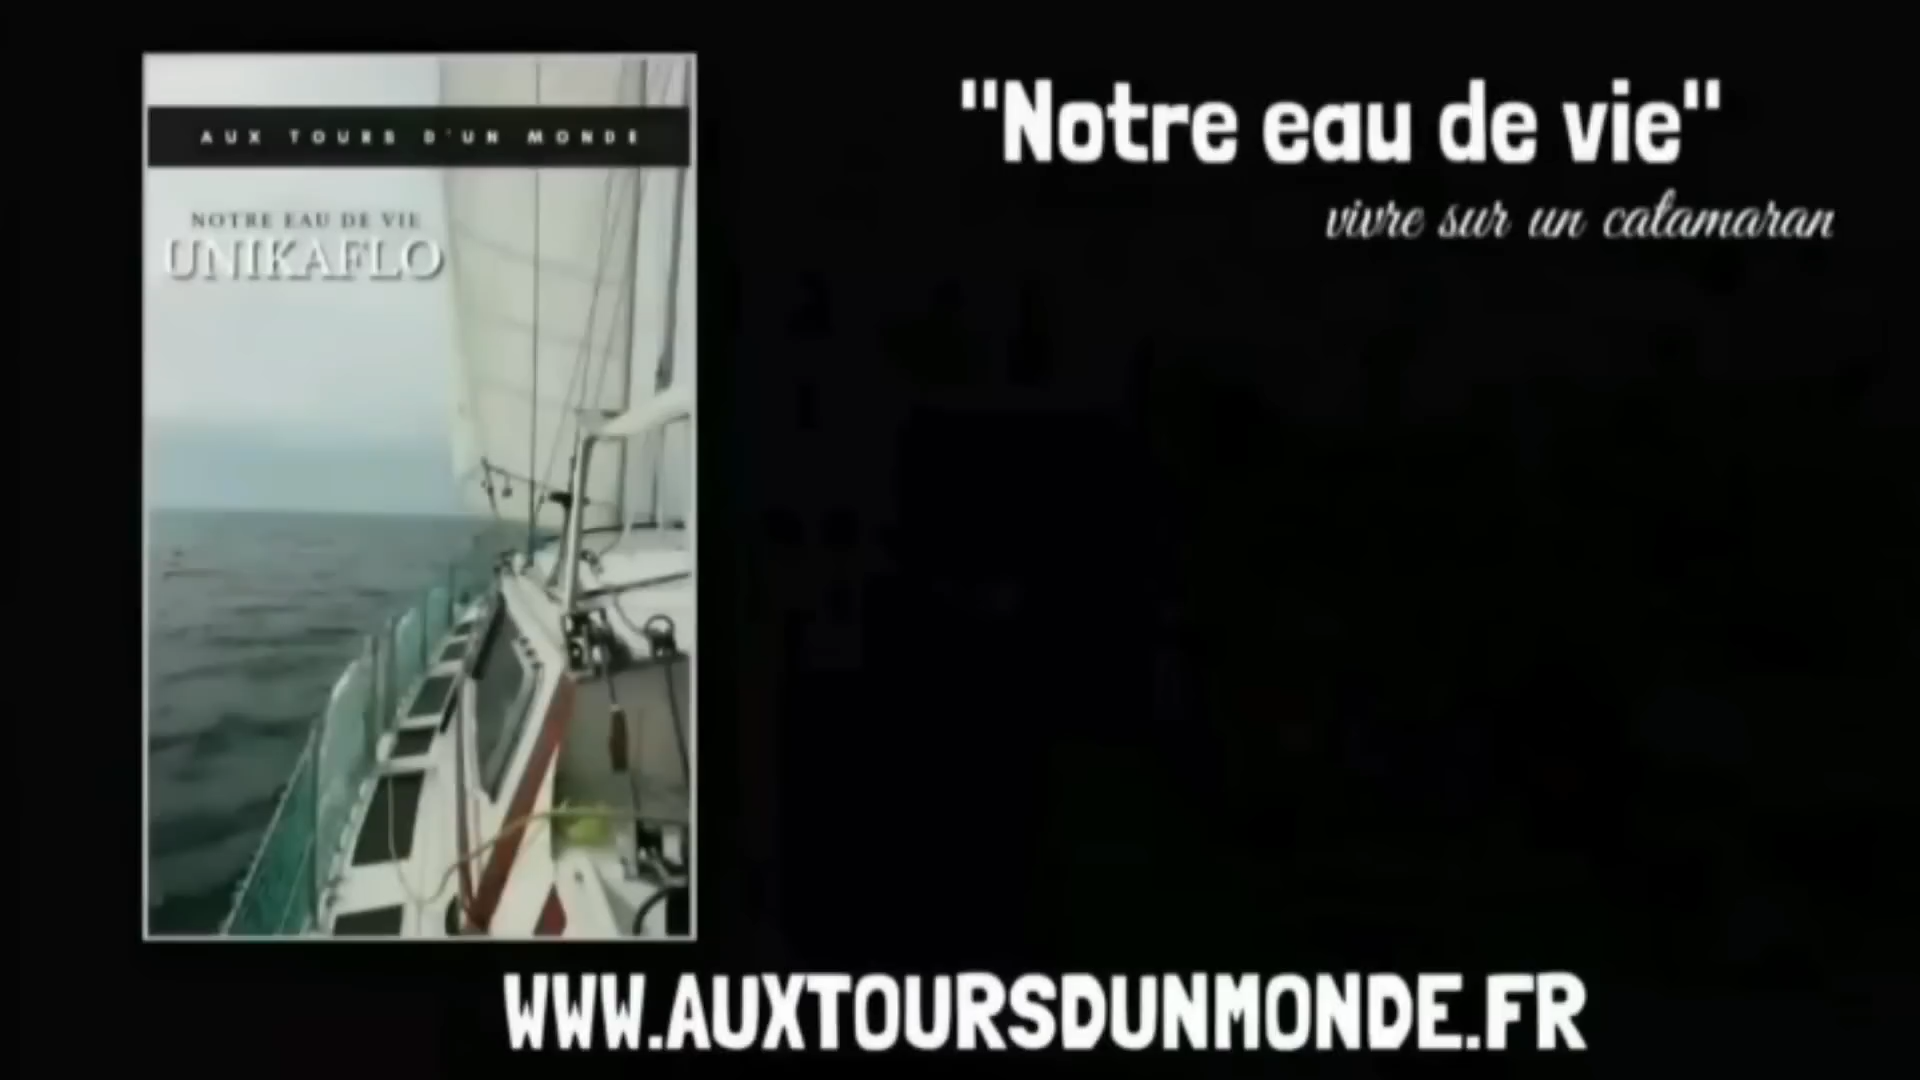 AUX TOURS D'UN MONDE
NOTRE EAU DE VIE
UNIKAFLO
"Notre eau de vie"
vivre sur un catamaran
WWW.AUXTOURSDUNMONDE.FR